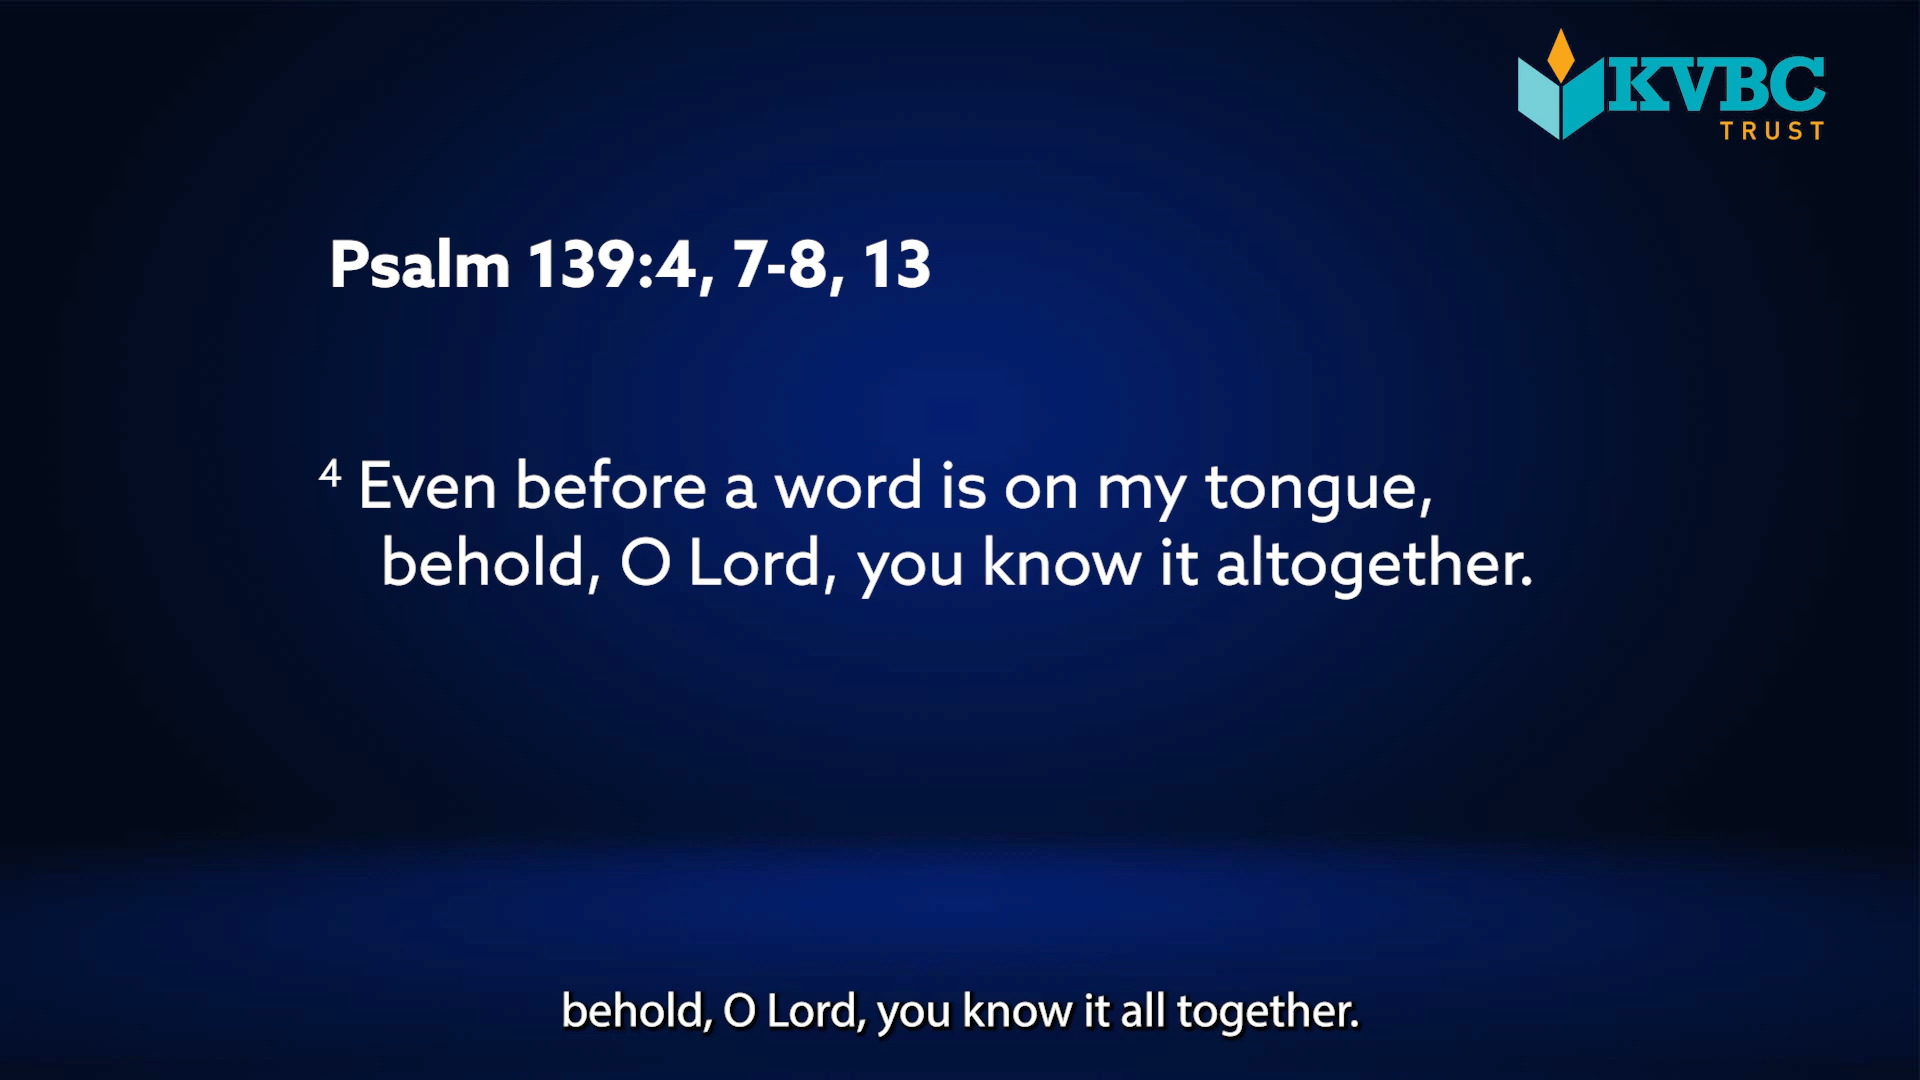 KVBC
TRUST
Psalm 139:4, 7-8, 13
4 Even before a word is on my tongue,
behold, O Lord, you know it altogether.
behold, O Lord, you know it all together.